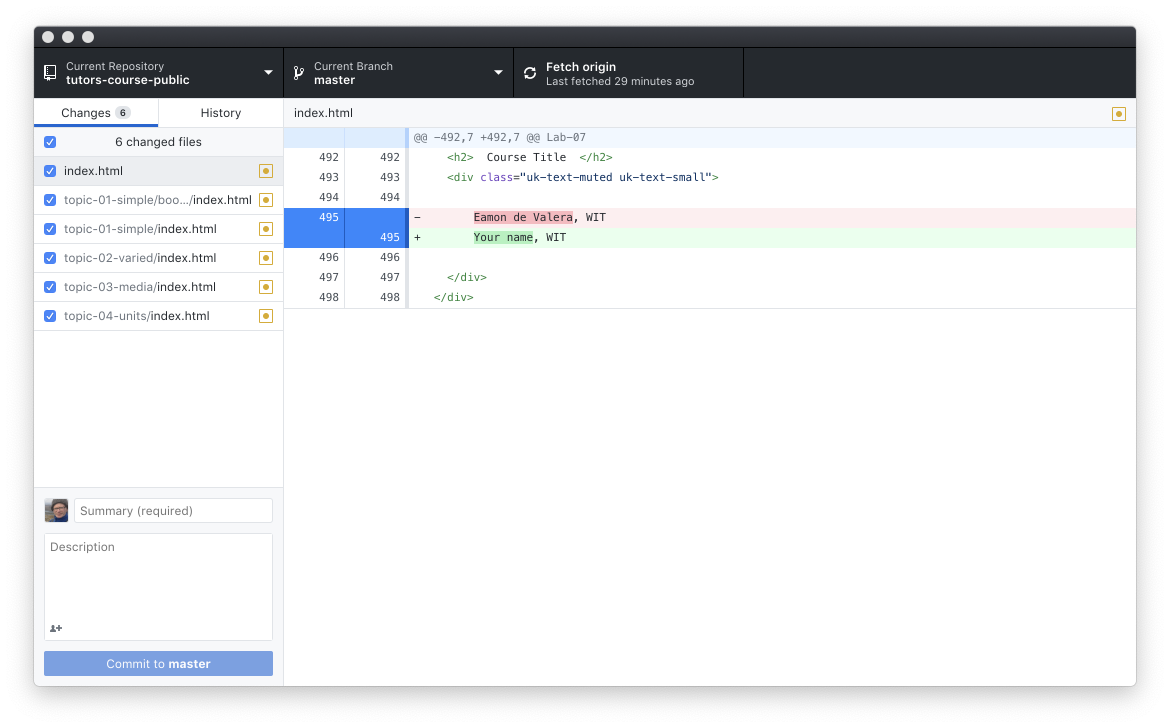 Current Repository
tutors-course-public
Current Branch
master
Fetch origin
Last fetched 29 minutes ago
Changes 6
History
6 changed files
index.html
topic-01-simple/boo.../index.html
topic-01-simple/index.html
topic-02-varied/index.html
topic-03-media/index.html
topic-04-units/index.html
Summary (required)
Description
Commit to master
index.html
@@ -492,7 +492,7 @@ Lab-07
492 492 <h2>  Course Title  </h2>
493 493 <div class="uk-text-muted uk-text-small">
494 494
495 - Eamon de Valera, WIT
495 + Your name, WIT
496 496
497 497 </div>
498 498 </div>